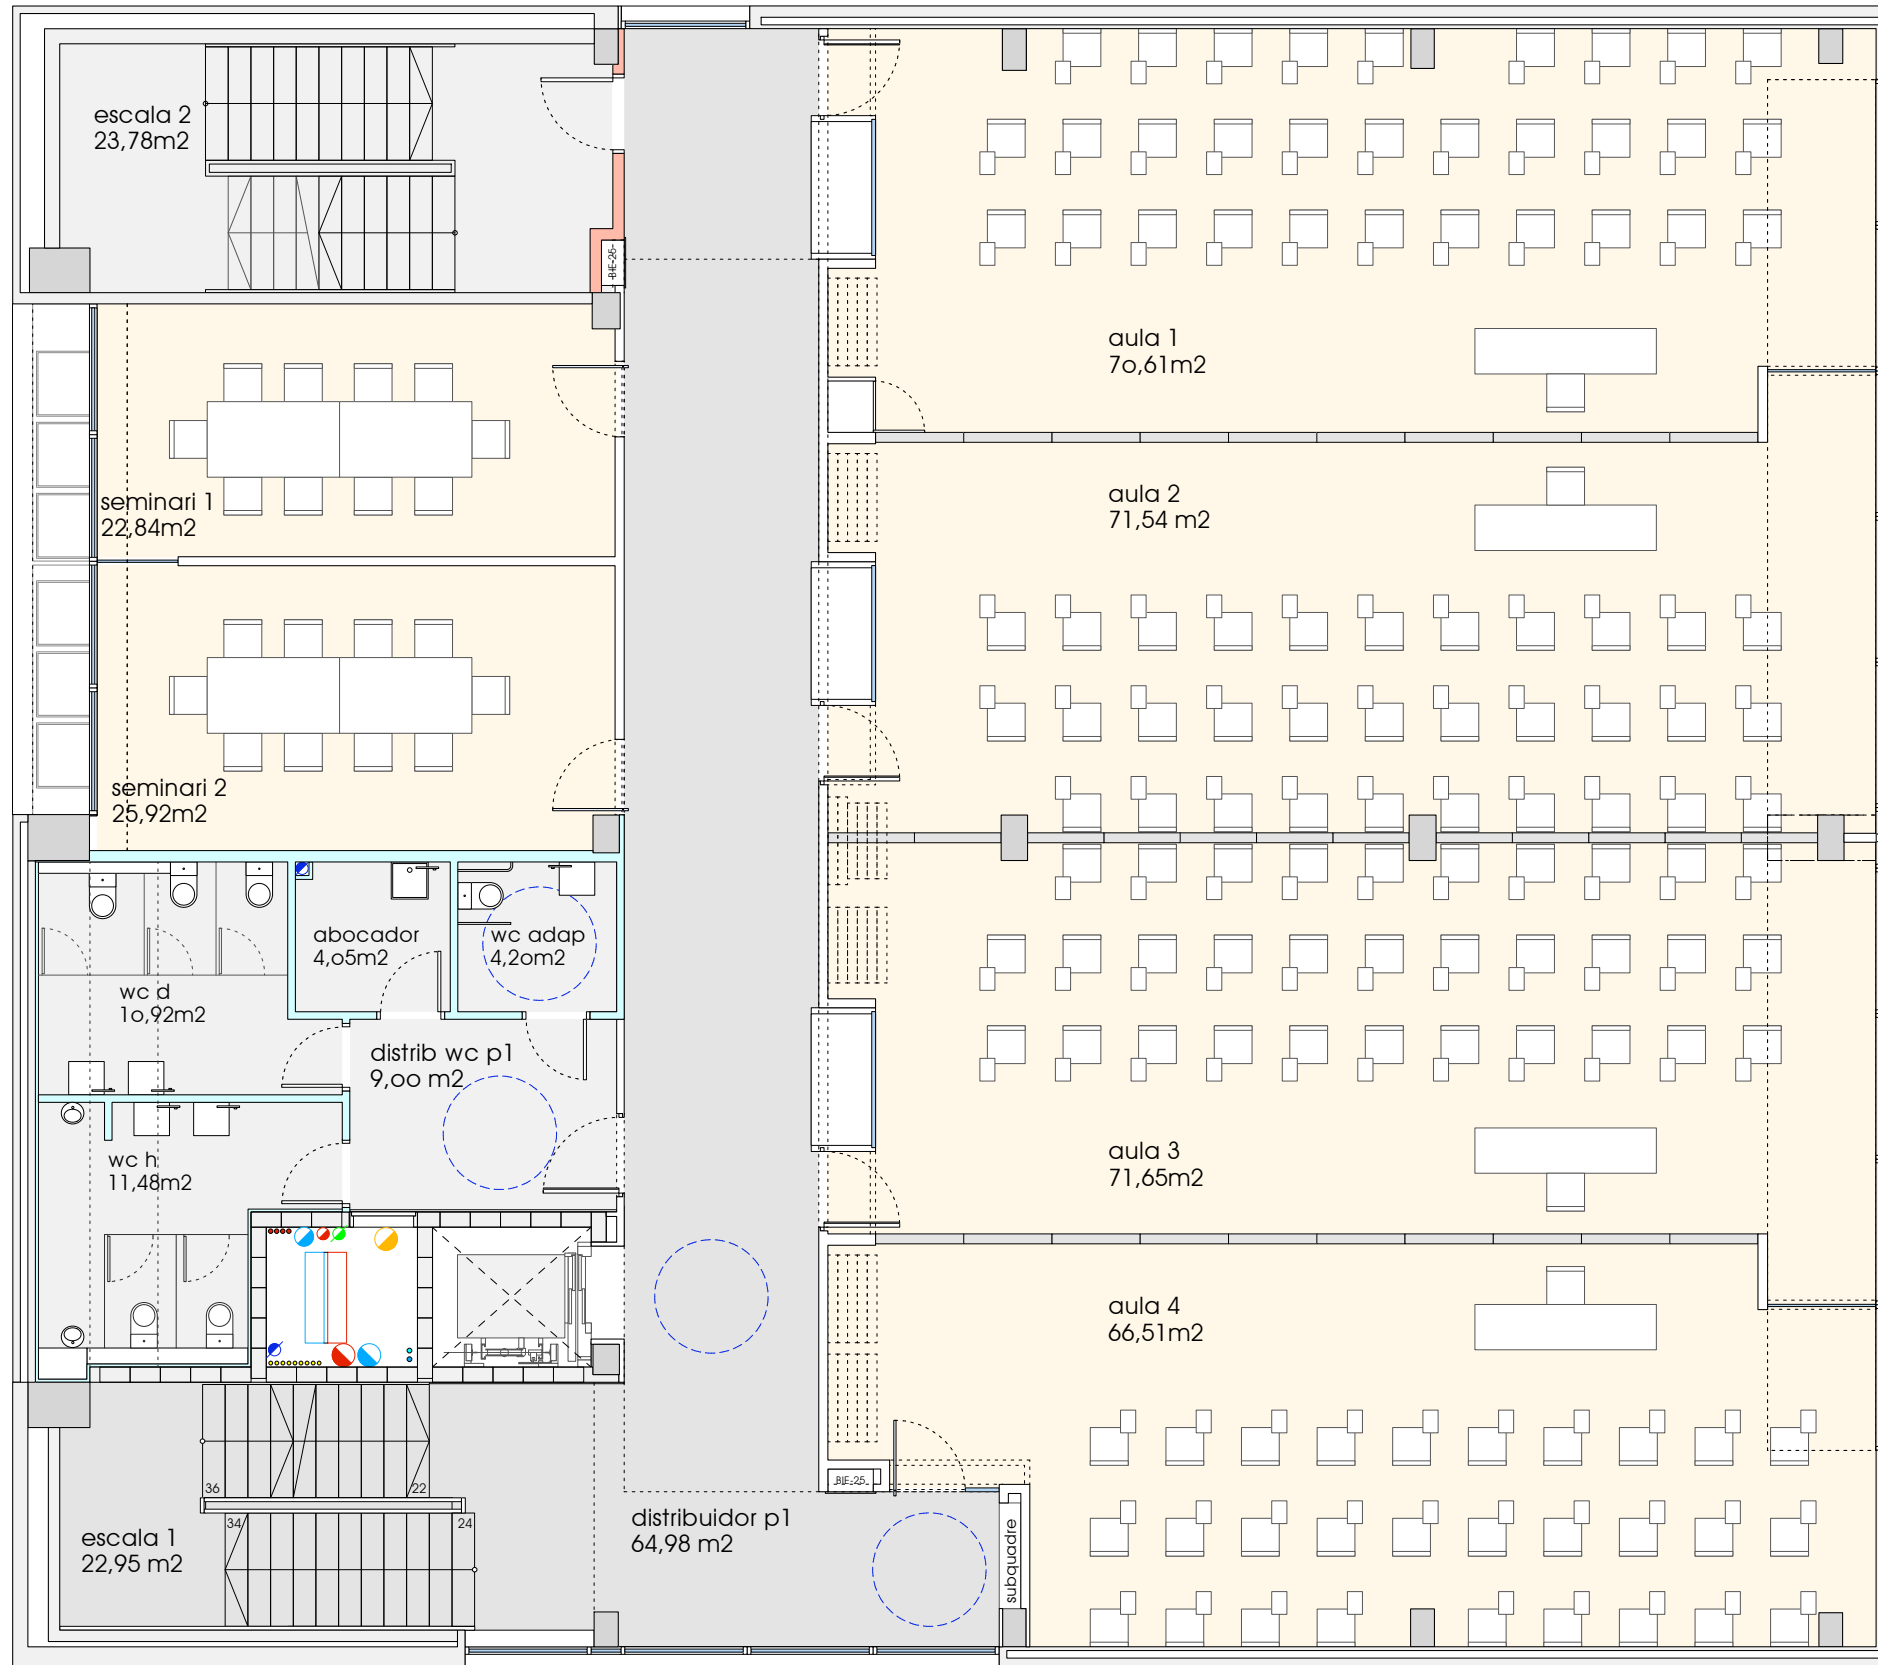 escala 2
23,78m2
BIE-25
aula 1
7o,61m2
seminari 1
22,84m2
aula 2
71,54 m2
seminari 2
25,92m2
abocador
4,o5m2
wc adap
4,2om2
wc d
1o,92m2
distrib wc p1
9,oo m2
wc h
11,48m2
aula 3
71,65m2
aula 4
66,51m2
36
22
34
24
escala 1
22,95 m2
BIE-25
distribuidor p1
64,98 m2
subquadre